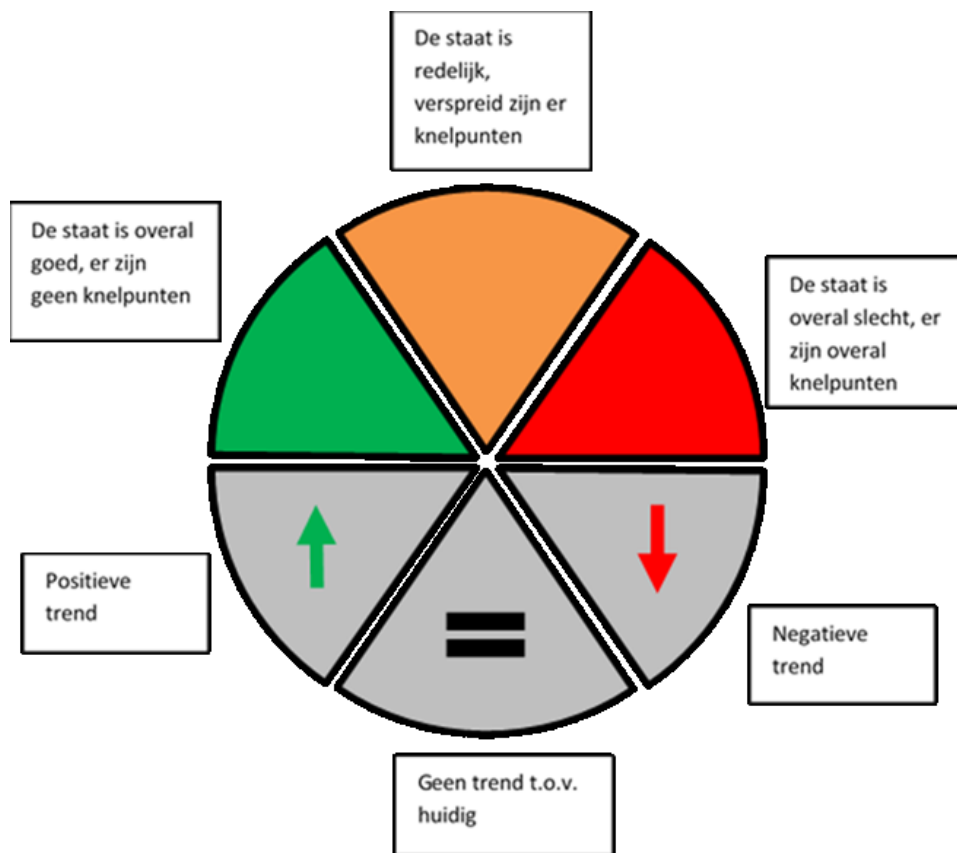 De staat is
redelijk,
verspreid zijn er
knelpunten
De staat is overal
goed, er zijn
geen knelpunten
De staat is
overal slecht, er
zijn overal
knelpunten
Positieve
trend
Negatieve
trend
Geen trend t.o.v.
huidig